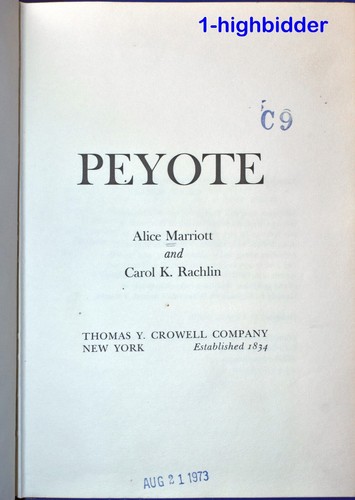 1-highbidder
C9
PEYOTE
Alice Marriott
and
Carol K. Rachlin
THOMAS Y. CROWELL COMPANY
NEW YORK Established 1834
AUG 21 1973